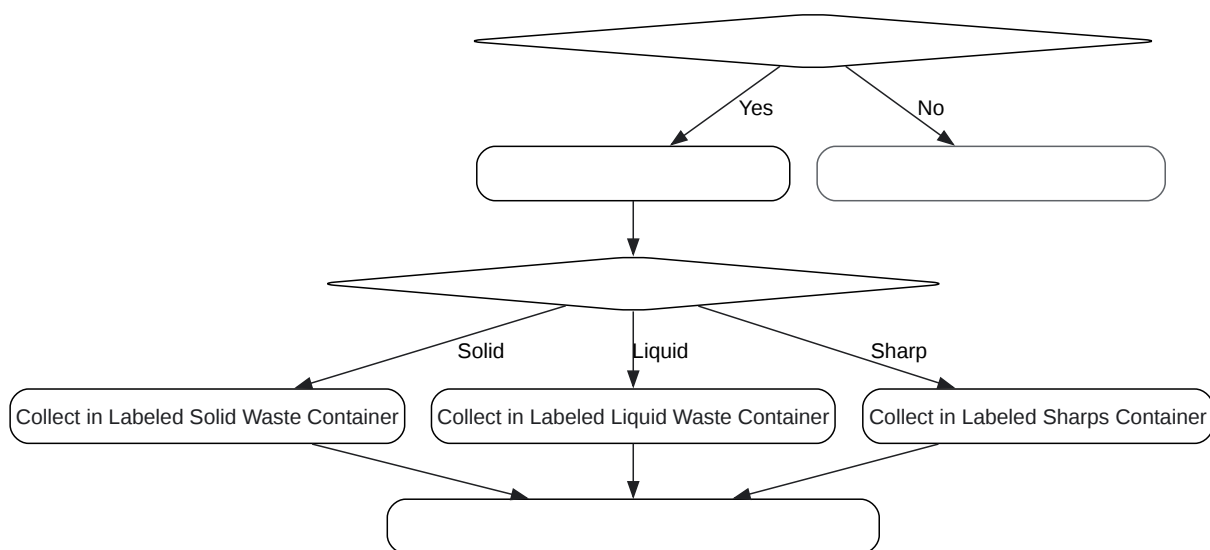 Yes
No
Solid
Liquid
Sharp
Collect in Labeled Solid Waste Container
Collect in Labeled Liquid Waste Container
Collect in Labeled Sharps Container